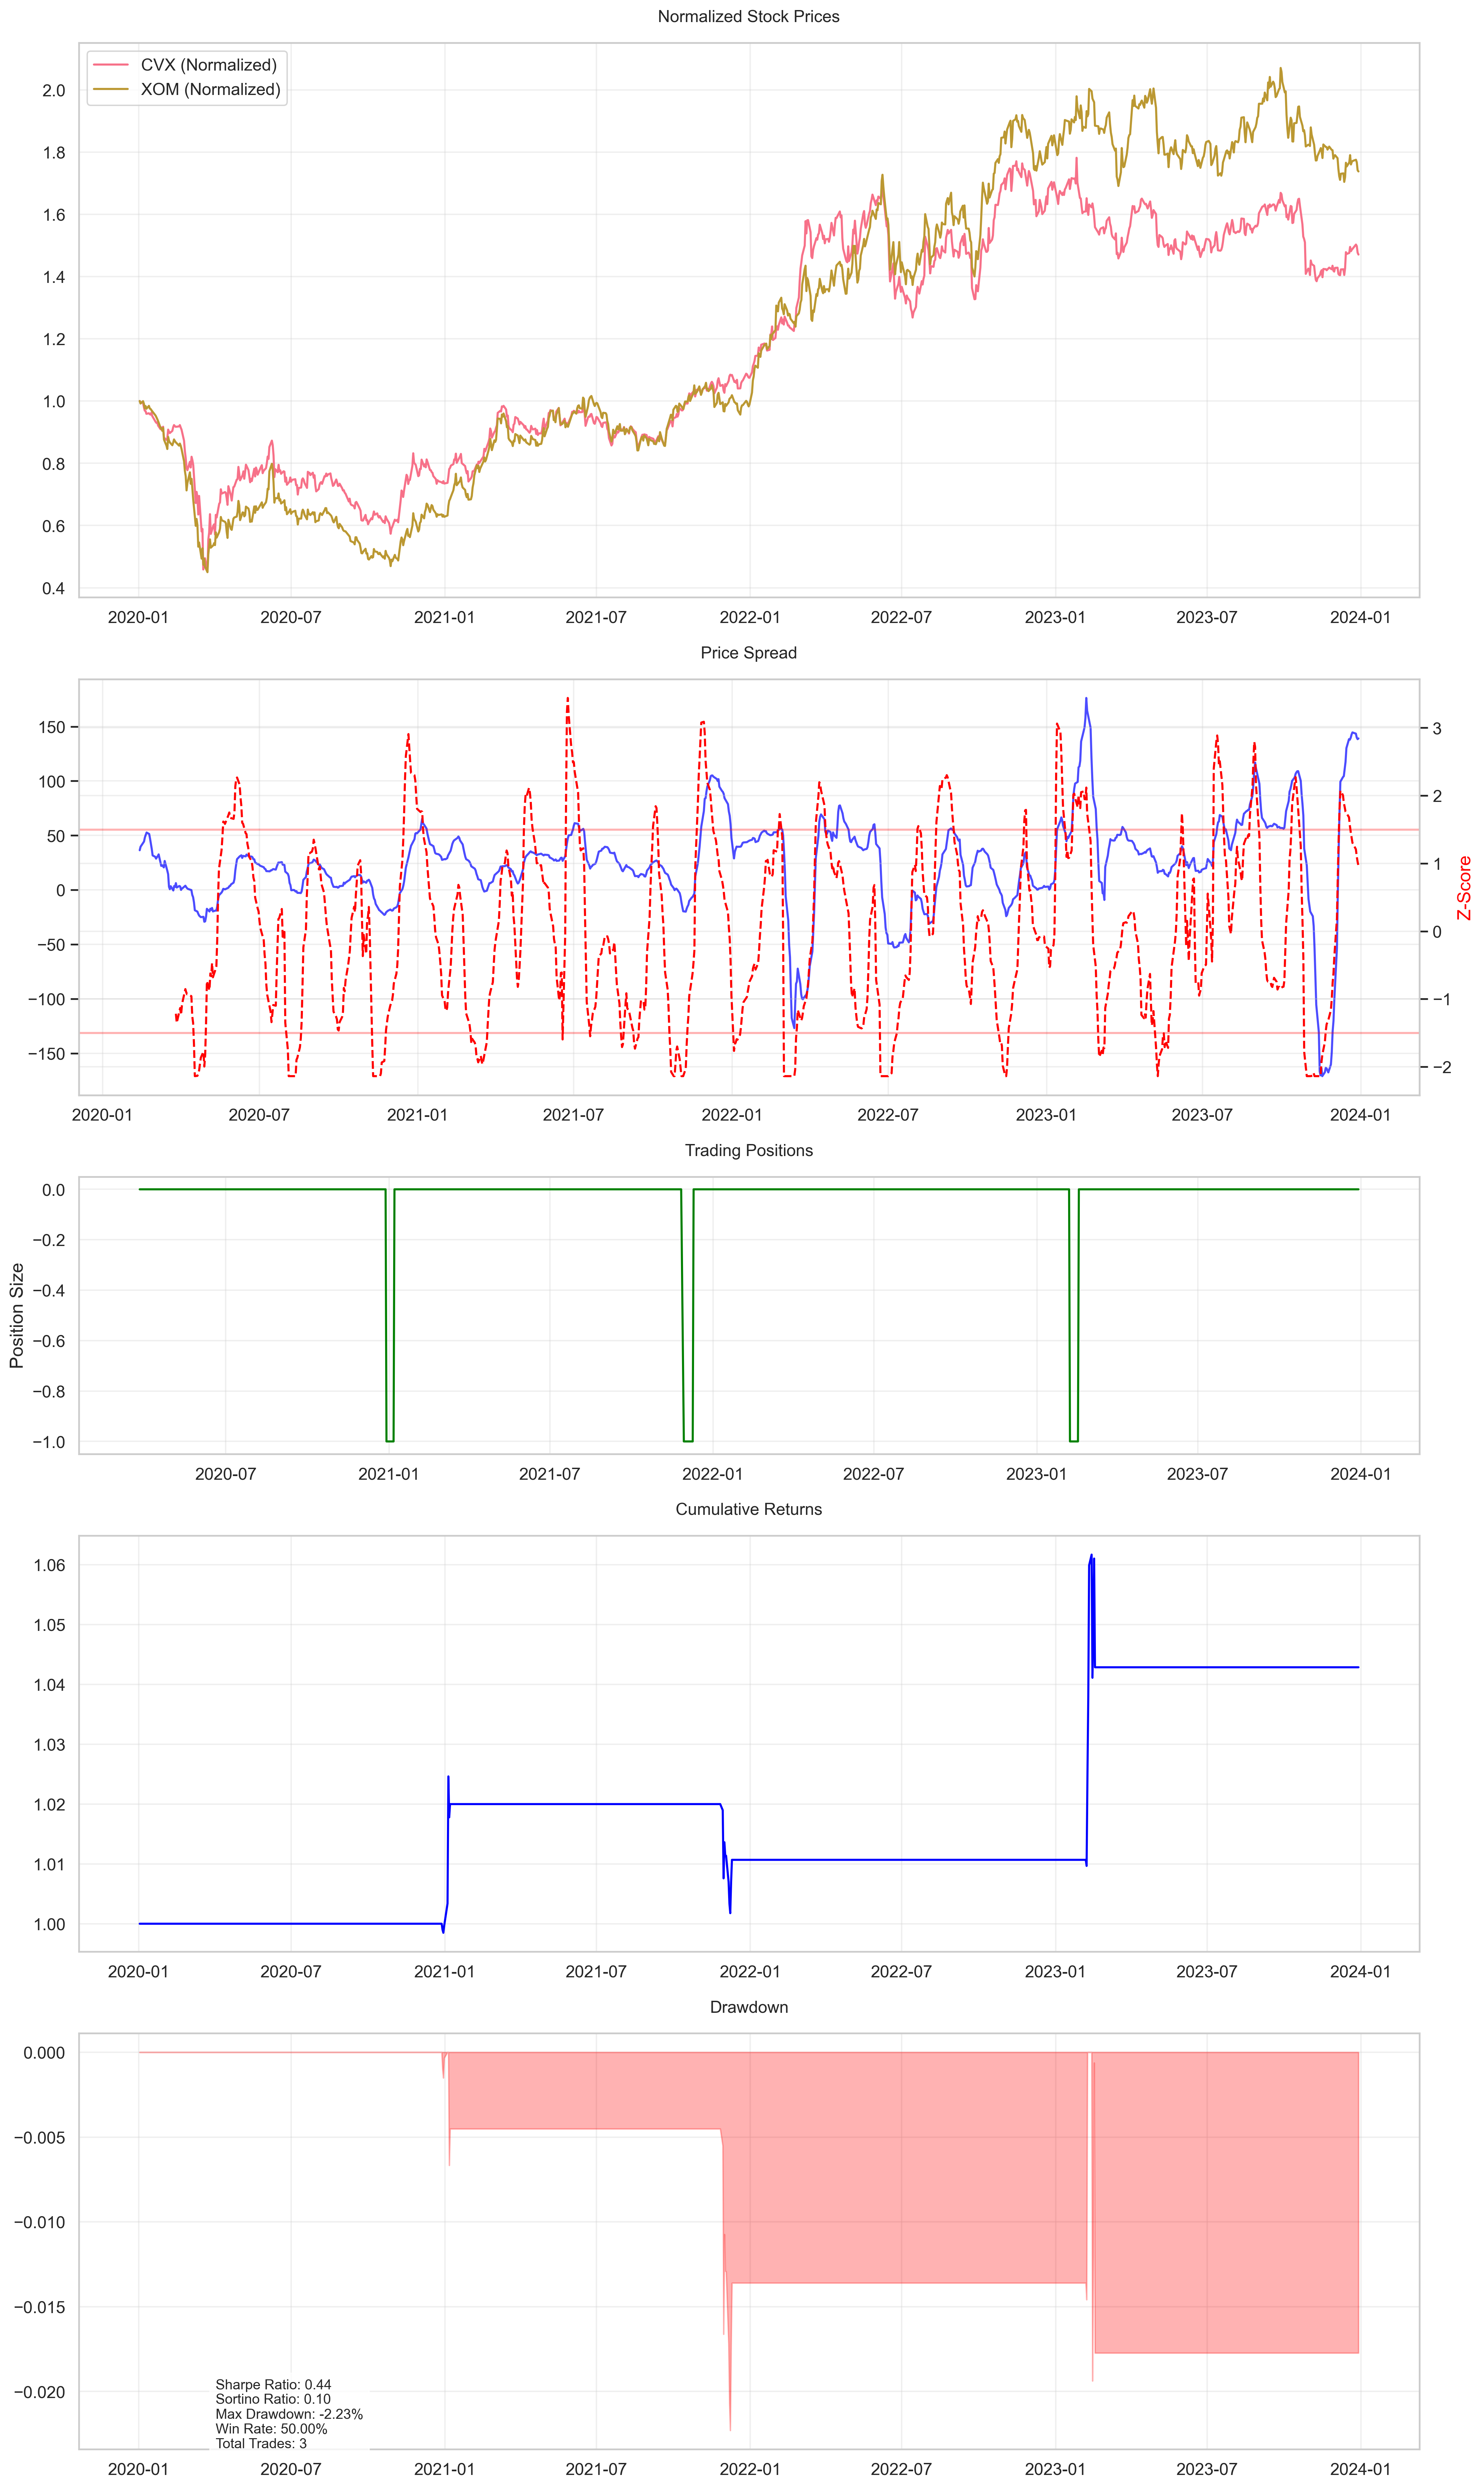 Normalized Stock Prices
CVX (Normalized)
XOM (Normalized)
2.0
1.8
1.6
1.4
1.2
1.0
0.8
0.6
0.4
2020-01 2020-07 2021-01 2021-07 2022-01 2022-07 2023-01 2023-07 2024-01
Price Spread
150
100
50
0
−50
−100
−150
3
2
1
0
−1
−2
Z-Score
2020-01 2020-07 2021-01 2021-07 2022-01 2022-07 2023-01 2023-07 2024-01
Trading Positions
Position Size
0.0
−0.2
−0.4
−0.6
−0.8
−1.0
2020-07 2021-01 2021-07 2022-01 2022-07 2023-01 2023-07 2024-01
Cumulative Returns
1.06
1.05
1.04
1.03
1.02
1.01
1.00
2020-01 2020-07 2021-01 2021-07 2022-01 2022-07 2023-01 2023-07 2024-01
Drawdown
0.000
−0.005
−0.010
−0.015
−0.020
Sharpe Ratio: 0.44
Sortino Ratio: 0.10
Max Drawdown: -2.23%
Win Rate: 50.00%
Total Trades: 3
2020-01 2020-07 2021-01 2021-07 2022-01 2022-07 2023-01 2023-07 2024-01